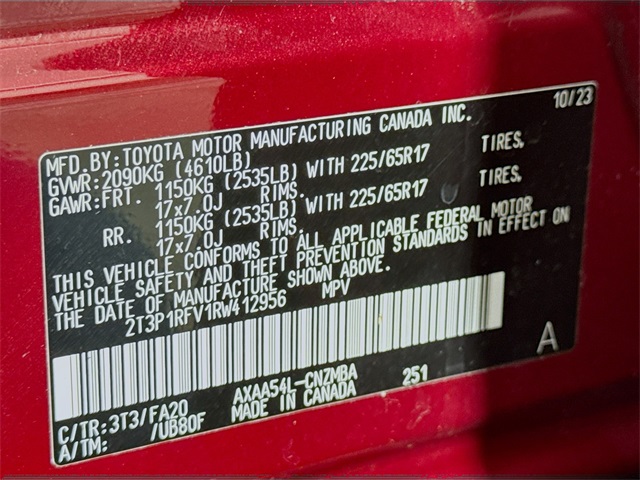 10/23
MFD.BY:TOYOTA MOTOR MANUFACTURING CANADA INC.
GVWR:2090KG (4610LB)
GAWR:FRT. 1150KG (2535LB) WITH 225/65R17 TIRES,
17x7.0J RIMS.
RR. 1150KG (2535LB) WITH 225/65R17 TIRES,
17x7.0J RIMS.
THIS VEHICLE CONFORMS TO ALL APPLICABLE FEDERAL MOTOR
VEHICLE SAFETY AND THEFT PREVENTION STANDARDS IN EFFECT ON
THE DATE OF MANUFACTURE SHOWN ABOVE.
2T3P1RFV1RW412956 MPV
A
C/TR:3T3/FA20 AXAA54L-CNZMBA 251
A/TM: /UB80F MADE IN CANADA